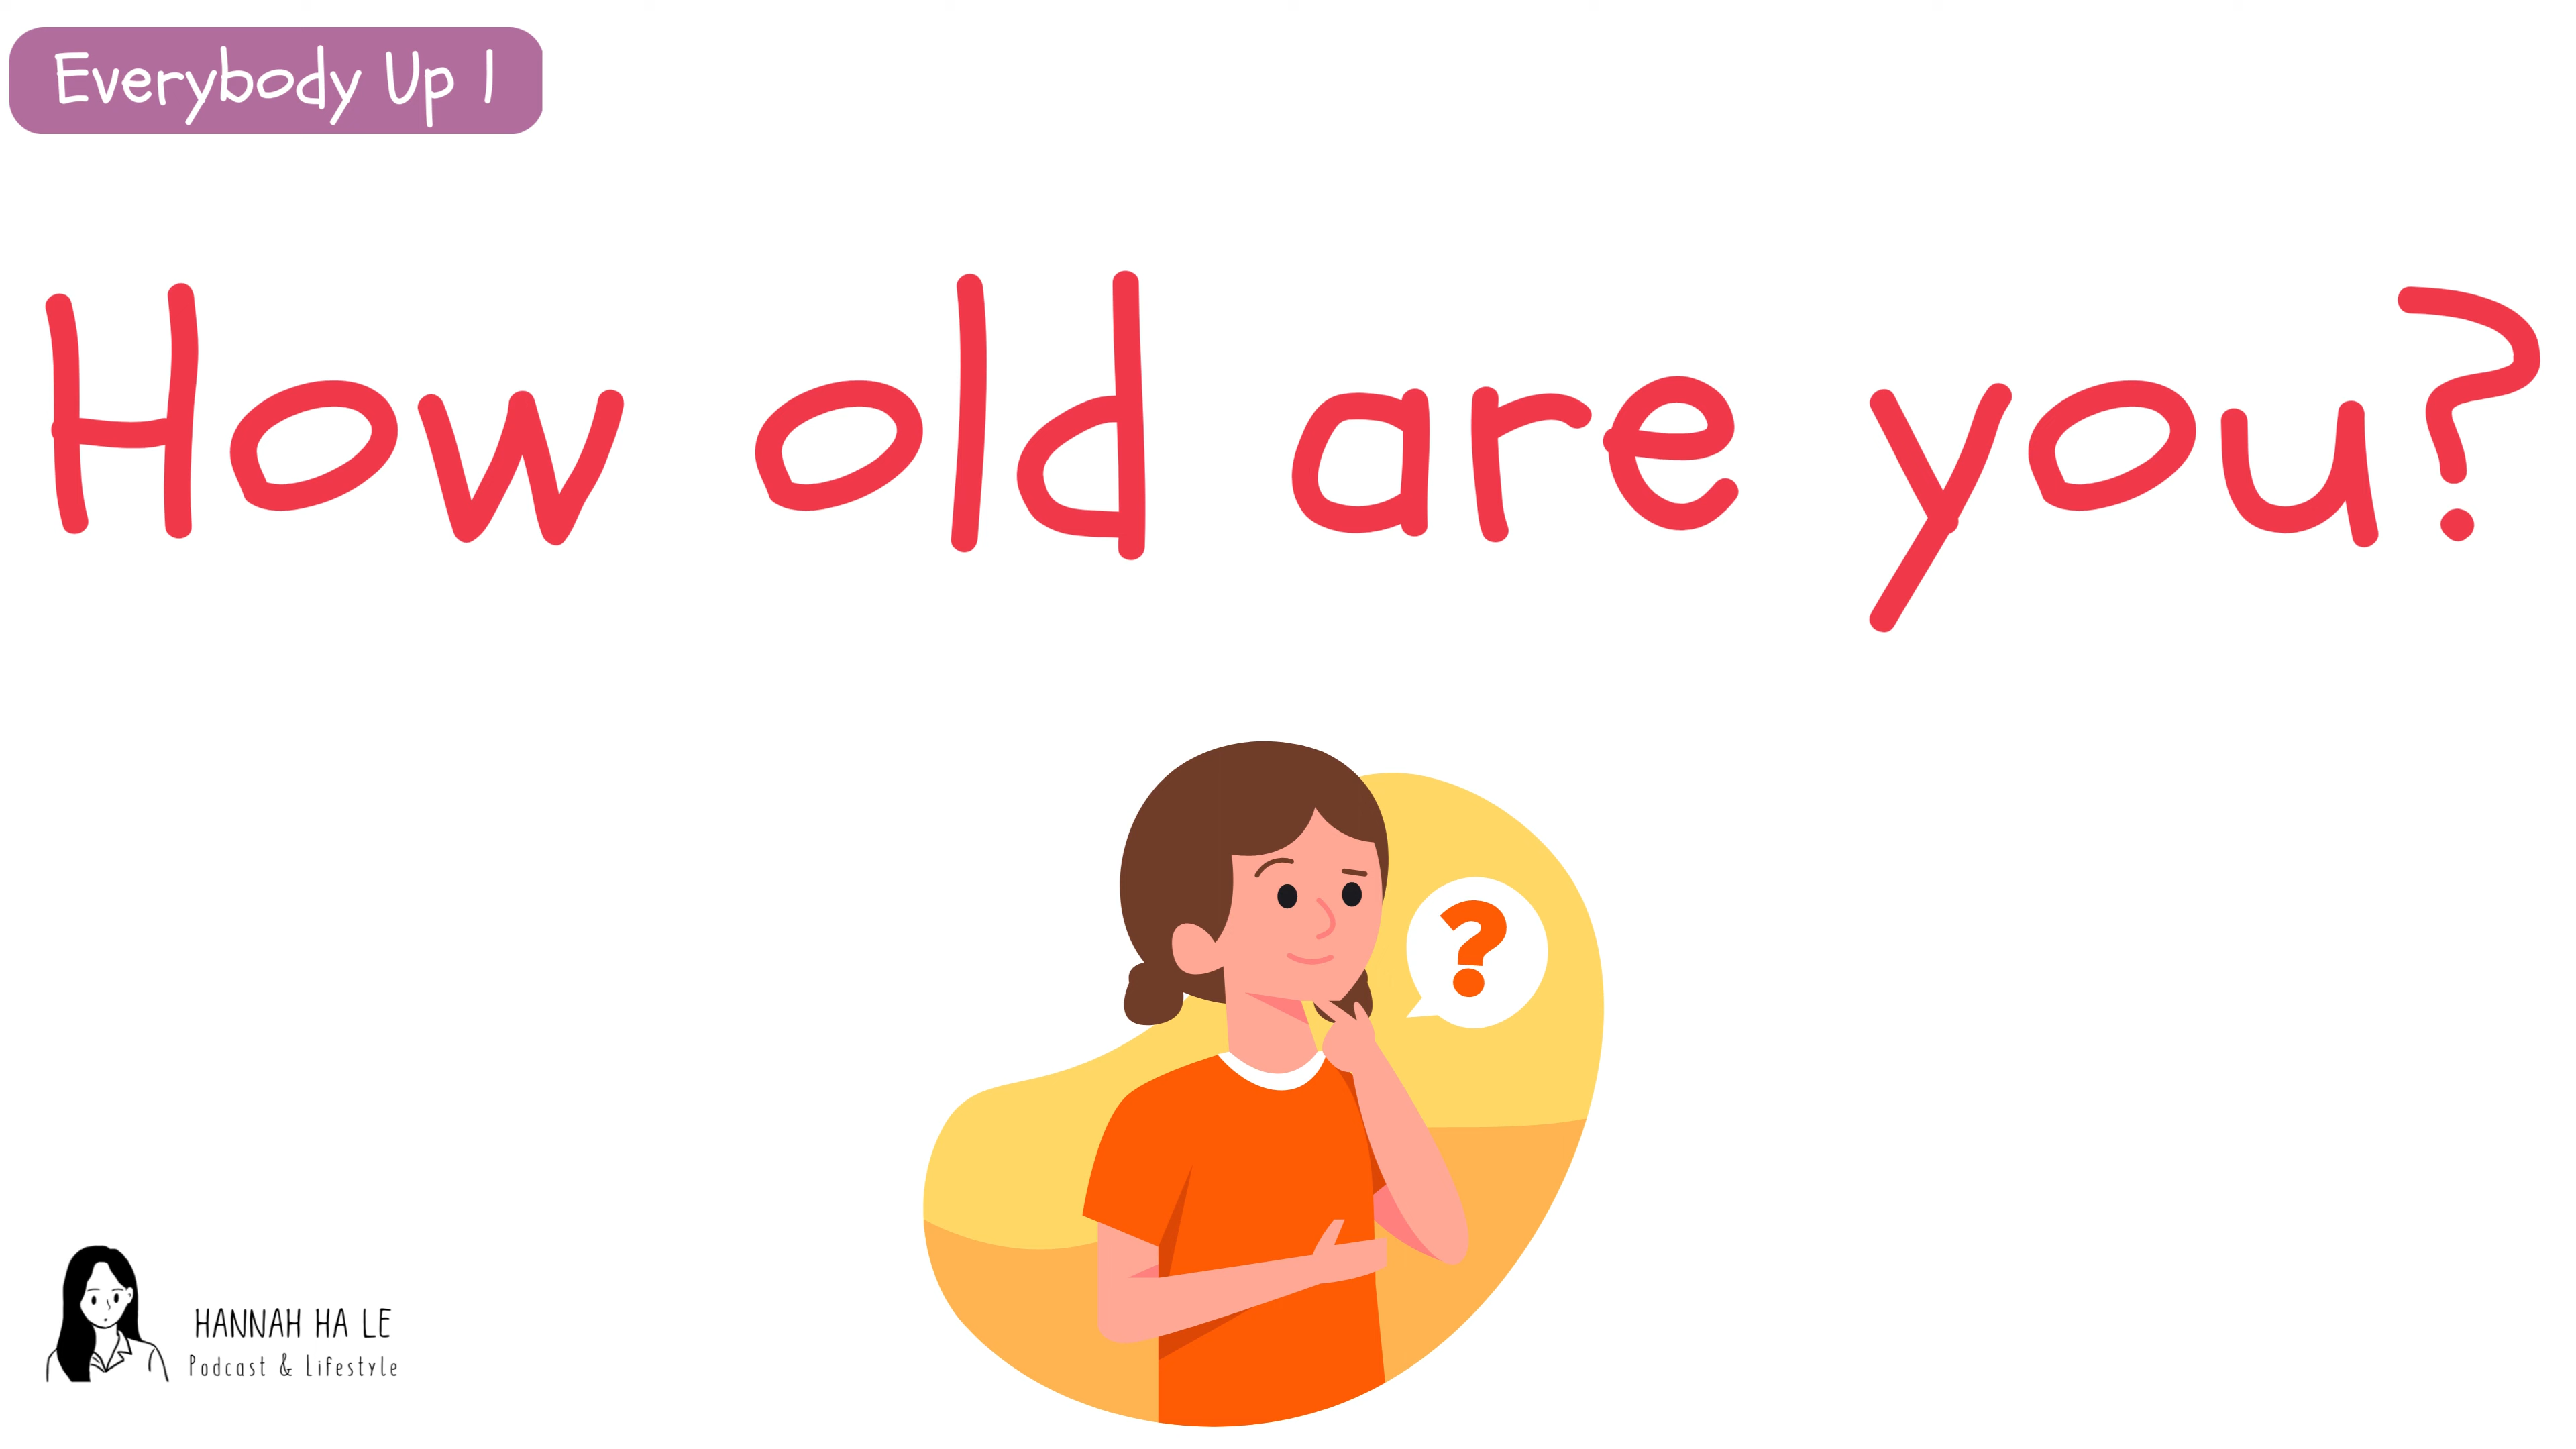 Everybody Up 1
How old are you?
?
HANNAH HA LE
Podcast & Lifestyle